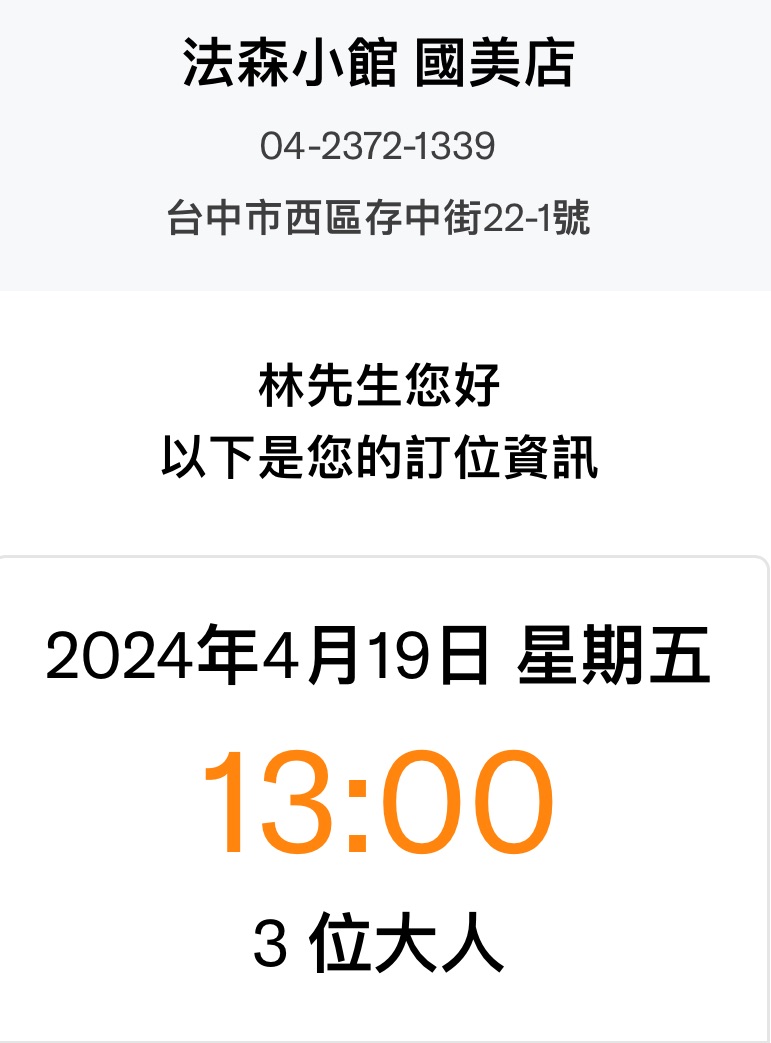 法森小館 國美店
04-2372-1339
台中市西區存中街22-1號
林先生您好
以下是您的訂位資訊
2024年4月19日 星期五
13:00
3 位大人